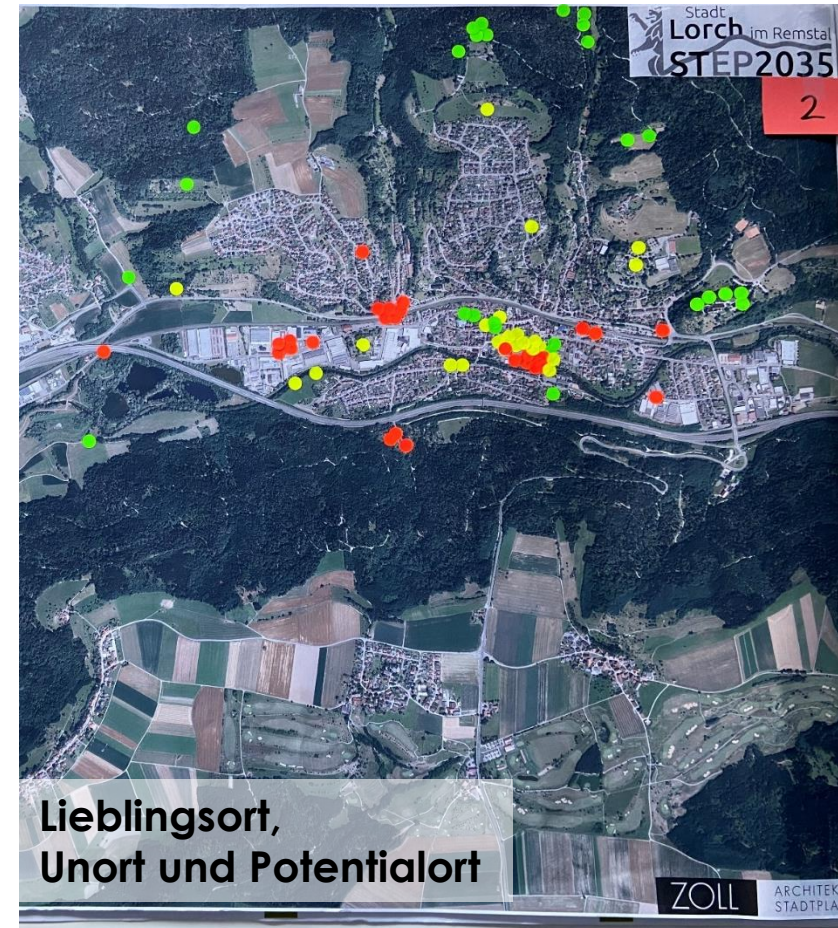 Stadt
Lorch im Remstal
STEP2035
2
Lieblingsort,
Unort und Potentialort
ZOLL
ARCHITEK
STADTPLA